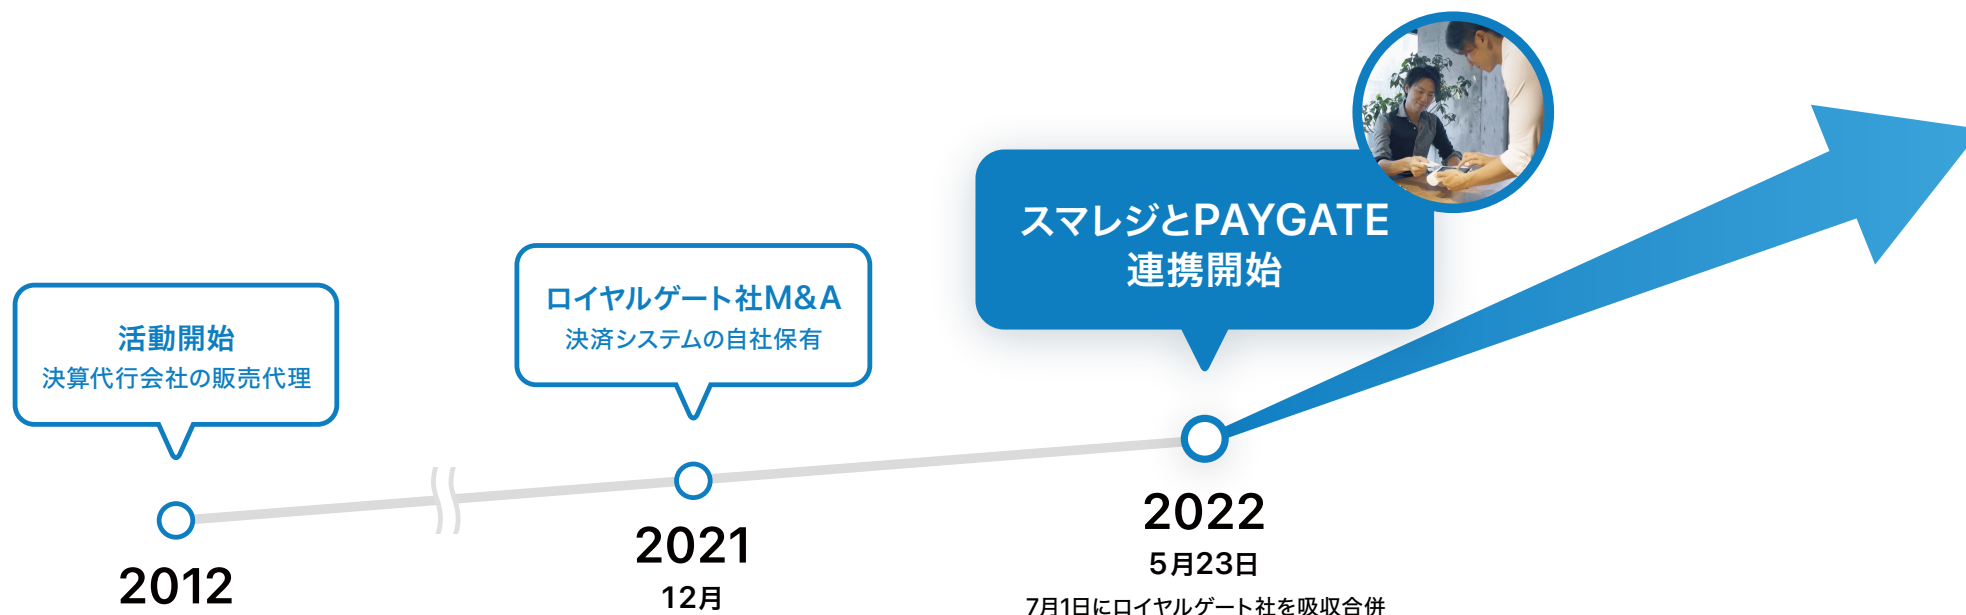 活動開始
決算代行会社の販売代理
2012
ロイヤルゲート社M&A
決済システムの自社保有
2021
12月
スマレジとPAYGATE
連携開始
2022
5月23日
7月1日にロイヤルゲート社を吸収合併